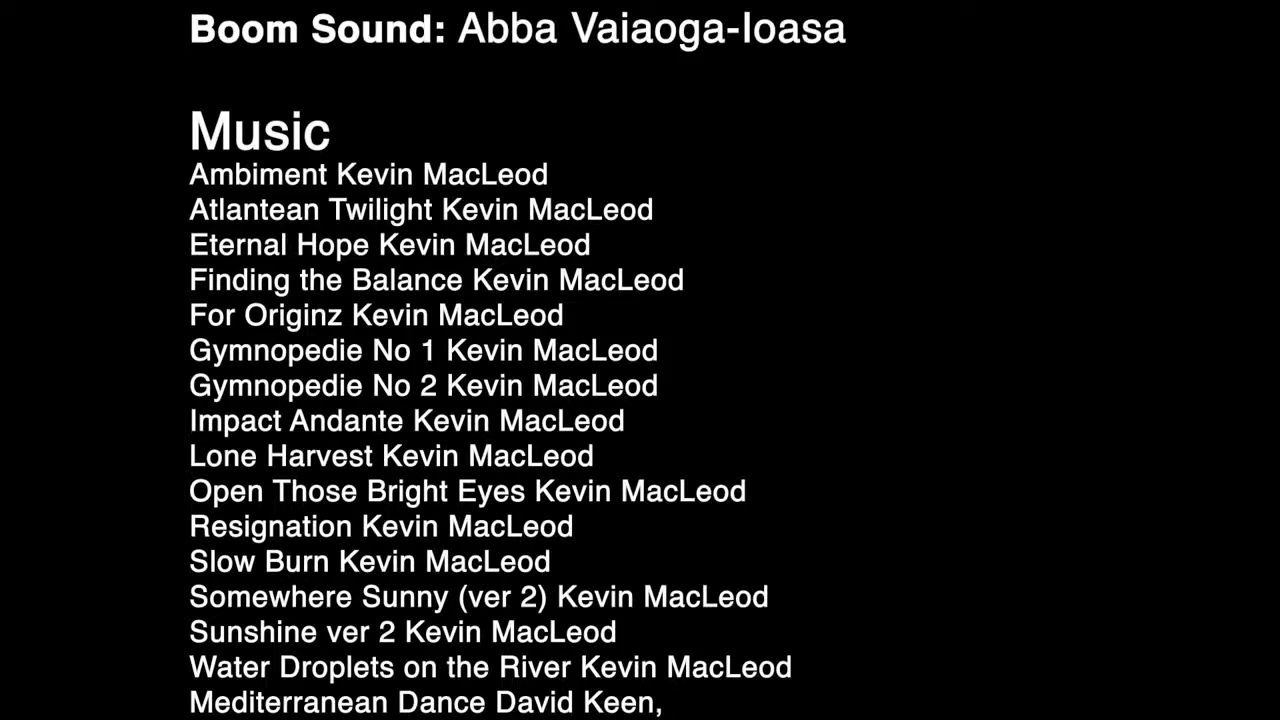 Boom Sound: Abba Vaiaoga-Ioasa
Music
Ambiment Kevin MacLeod
Atlantean Twilight Kevin MacLeod
Eternal Hope Kevin MacLeod
Finding the Balance Kevin MacLeod
For Originz Kevin MacLeod
Gymnopedie No 1 Kevin MacLeod
Gymnopedie No 2 Kevin MacLeod
Impact Andante Kevin MacLeod
Lone Harvest Kevin MacLeod
Open Those Bright Eyes Kevin MacLeod
Resignation Kevin MacLeod
Slow Burn Kevin MacLeod
Somewhere Sunny (ver 2) Kevin MacLeod
Sunshine ver 2 Kevin MacLeod
Water Droplets on the River Kevin MacLeod
Mediterranean Dance David Keen,